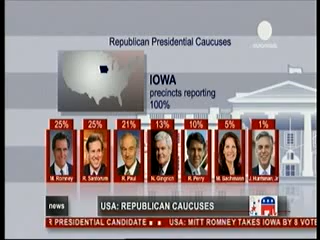 euronews
Republican Presidential Caucuses
IOWA
precincts reporting
100%
25% 25% 21% 13% 10% 5% 1%
M. Romney R. Santorum R. Paul N. Gingrich R. Perry M. Bachmann J. Huntsman, Jr
news USA: REPUBLICAN CAUCUSES
R PRESIDENTIAL CANDIDATE USA: MITT ROMNEY TAKES IOWA BY 8 VOTE